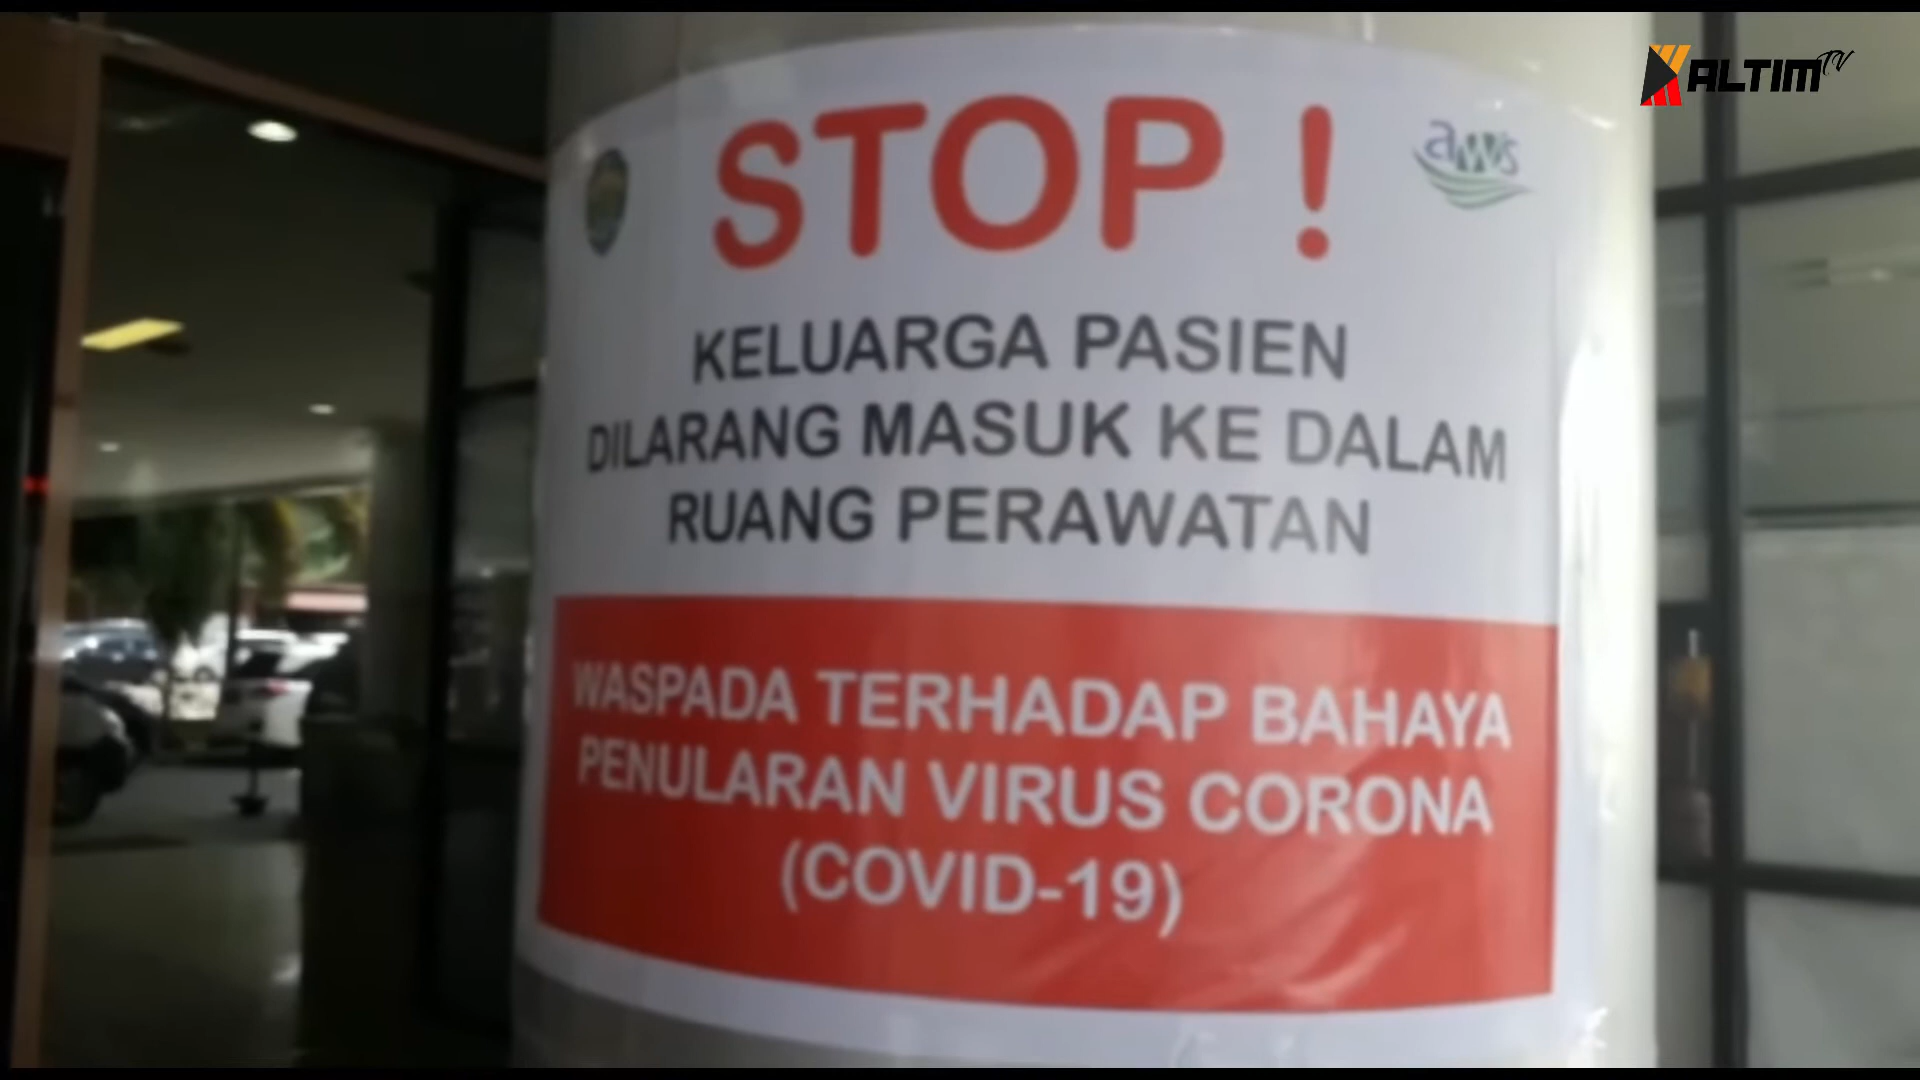 KALTIM TV
STOP !
aws
KELUARGA PASIEN
DILARANG MASUK KE DALAM
RUANG PERAWATAN
WASPADA TERHADAP BAHAYA
PENULARAN VIRUS CORONA
(COVID-19)